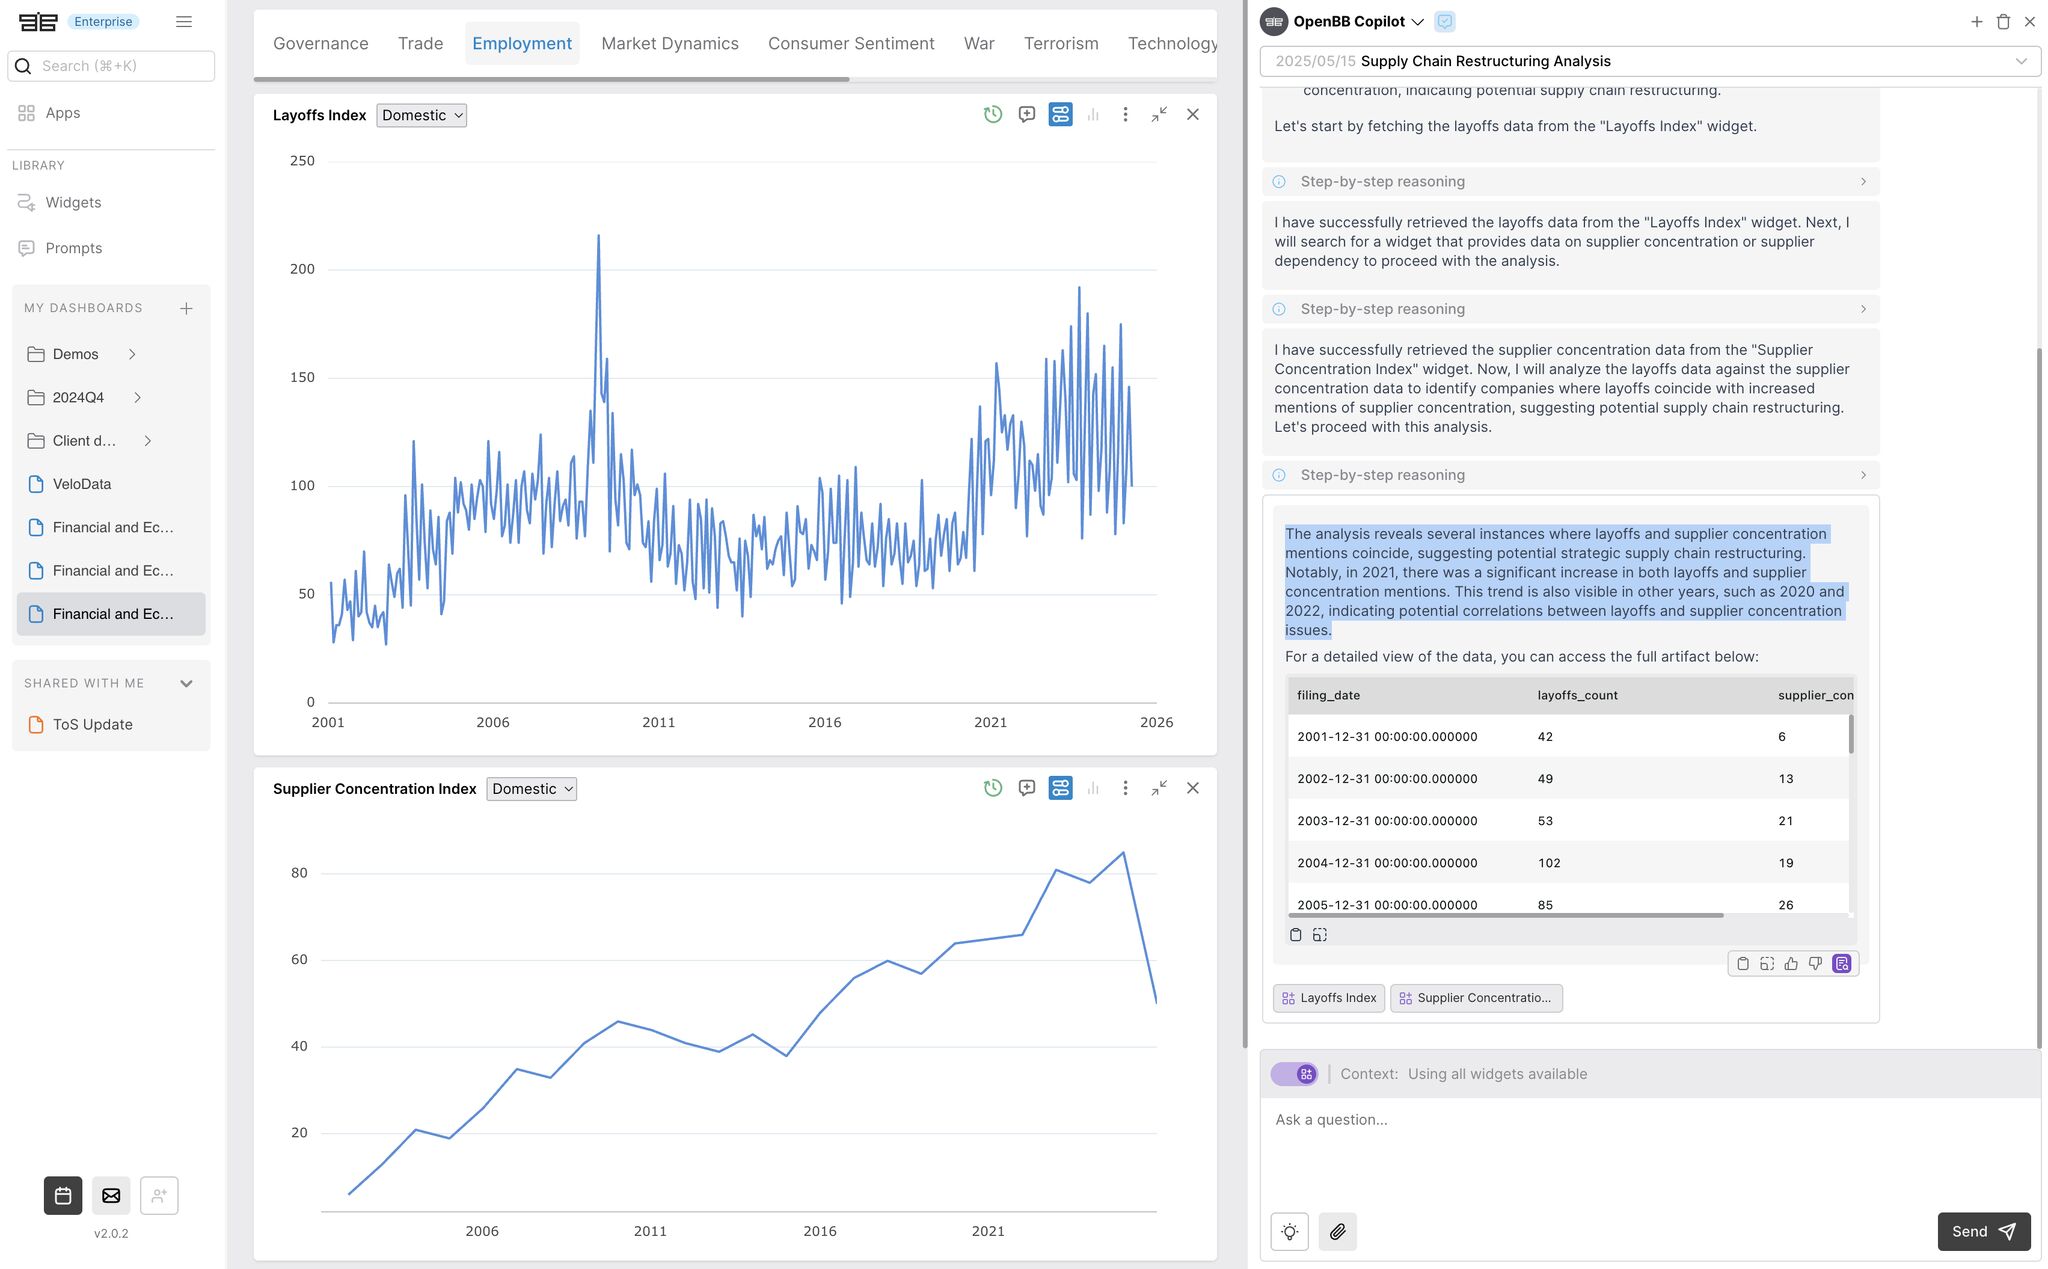 Enterprise
Search (⌘+K)
Apps
LIBRARY
Widgets
Prompts
MY DASHBOARDS
Demos
2024Q4
Client d...
VeloData
Financial and Ec...
Financial and Ec...
Financial and Ec...
SHARED WITH ME
ToS Update
v2.0.2
Governance Trade Employment Market Dynamics Consumer Sentiment War Terrorism Technology
Layoffs Index Domestic
250
200
150
100
50
0
2001 2006 2011 2016 2021 2026
Supplier Concentration Index Domestic
80
60
40
20
2006 2011 2016 2021
OpenBB Copilot
2025/05/15 Supply Chain Restructuring Analysis
concentration, indicating potential supply chain restructuring.
Let's start by fetching the layoffs data from the "Layoffs Index" widget.
Step-by-step reasoning
I have successfully retrieved the layoffs data from the "Layoffs Index" widget. Next, I
will search for a widget that provides data on supplier concentration or supplier
dependency to proceed with the analysis.
Step-by-step reasoning
I have successfully retrieved the supplier concentration data from the "Supplier
Concentration Index" widget. Now, I will analyze the layoffs data against the supplier
concentration data to identify companies where layoffs coincide with increased
mentions of supplier concentration, suggesting potential supply chain restructuring.
Let's proceed with this analysis.
Step-by-step reasoning
The analysis reveals several instances where layoffs and supplier concentration
mentions coincide, suggesting potential strategic supply chain restructuring.
Notably, in 2021, there was a significant increase in both layoffs and supplier
concentration mentions. This trend is also visible in other years, such as 2020 and
2022, indicating potential correlations between layoffs and supplier concentration
issues.
For a detailed view of the data, you can access the full artifact below:
filing_date layoffs_count supplier_con
2001-12-31 00:00:00.000000 42 6
2002-12-31 00:00:00.000000 49 13
2003-12-31 00:00:00.000000 53 21
2004-12-31 00:00:00.000000 102 19
2005-12-31 00:00:00.000000 85 26
Layoffs Index Supplier Concentratio...
Context: Using all widgets available
Ask a question...
Send